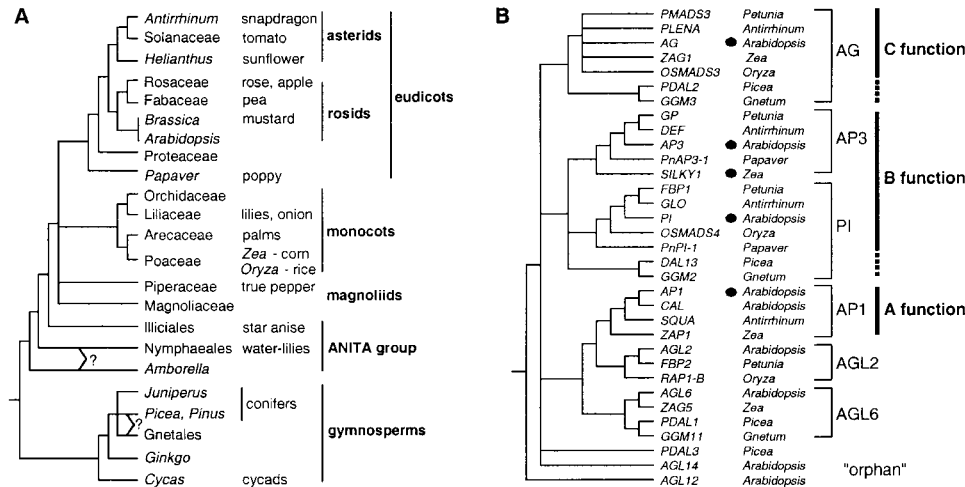 A
Antirrhinum snapdragon
Solanaceae tomato
Helianthus sunflower
asterids
Rosaceae rose, apple
Fabaceae pea
Brassica mustard
Arabidopsis
rosids
Proteaceae
Papaver poppy
eudicots
Orchidaceae
Liliaceae lilies, onion
Arecaceae palms
Poaceae Zea - corn
Oryza - rice
monocots
Piperaceae true pepper
Magnoliaceae
magnoliids
Illiciales star anise
Nymphaeales water-lilies
?
Amborella
ANITA group
Juniperus
Picea, Pinus
conifers
?
Gnetales
Ginkgo
Cycas cycads
gymnosperms
B
PMADS3 Petunia
PLENA Antirrhinum
AG Arabidopsis
ZAG1 Zea
OSMADS3 Oryza
PDAL2 Picea
GGM3 Gnetum
AG
C function
GP Petunia
DEF Antirrhinum
AP3 Arabidopsis
PnAP3-1 Papaver
SILKY1 Zea
AP3
B function
FBP1 Petunia
GLO Antirrhinum
PI Arabidopsis
OSMADS4 Oryza
PnPI-1 Papaver
DAL13 Picea
GGM2 Gnetum
PI
AP1 Arabidopsis
CAL Arabidopsis
SQUA Antirrhinum
ZAP1 Zea
AP1
A function
AGL2 Arabidopsis
FBP2 Petunia
RAP1-B Oryza
AGL2
AGL6 Arabidopsis
ZAG5 Zea
PDAL1 Picea
GGM11 Gnetum
AGL6
PDAL3 Picea
AGL14 Arabidopsis
AGL12 Arabidopsis
"orphan"